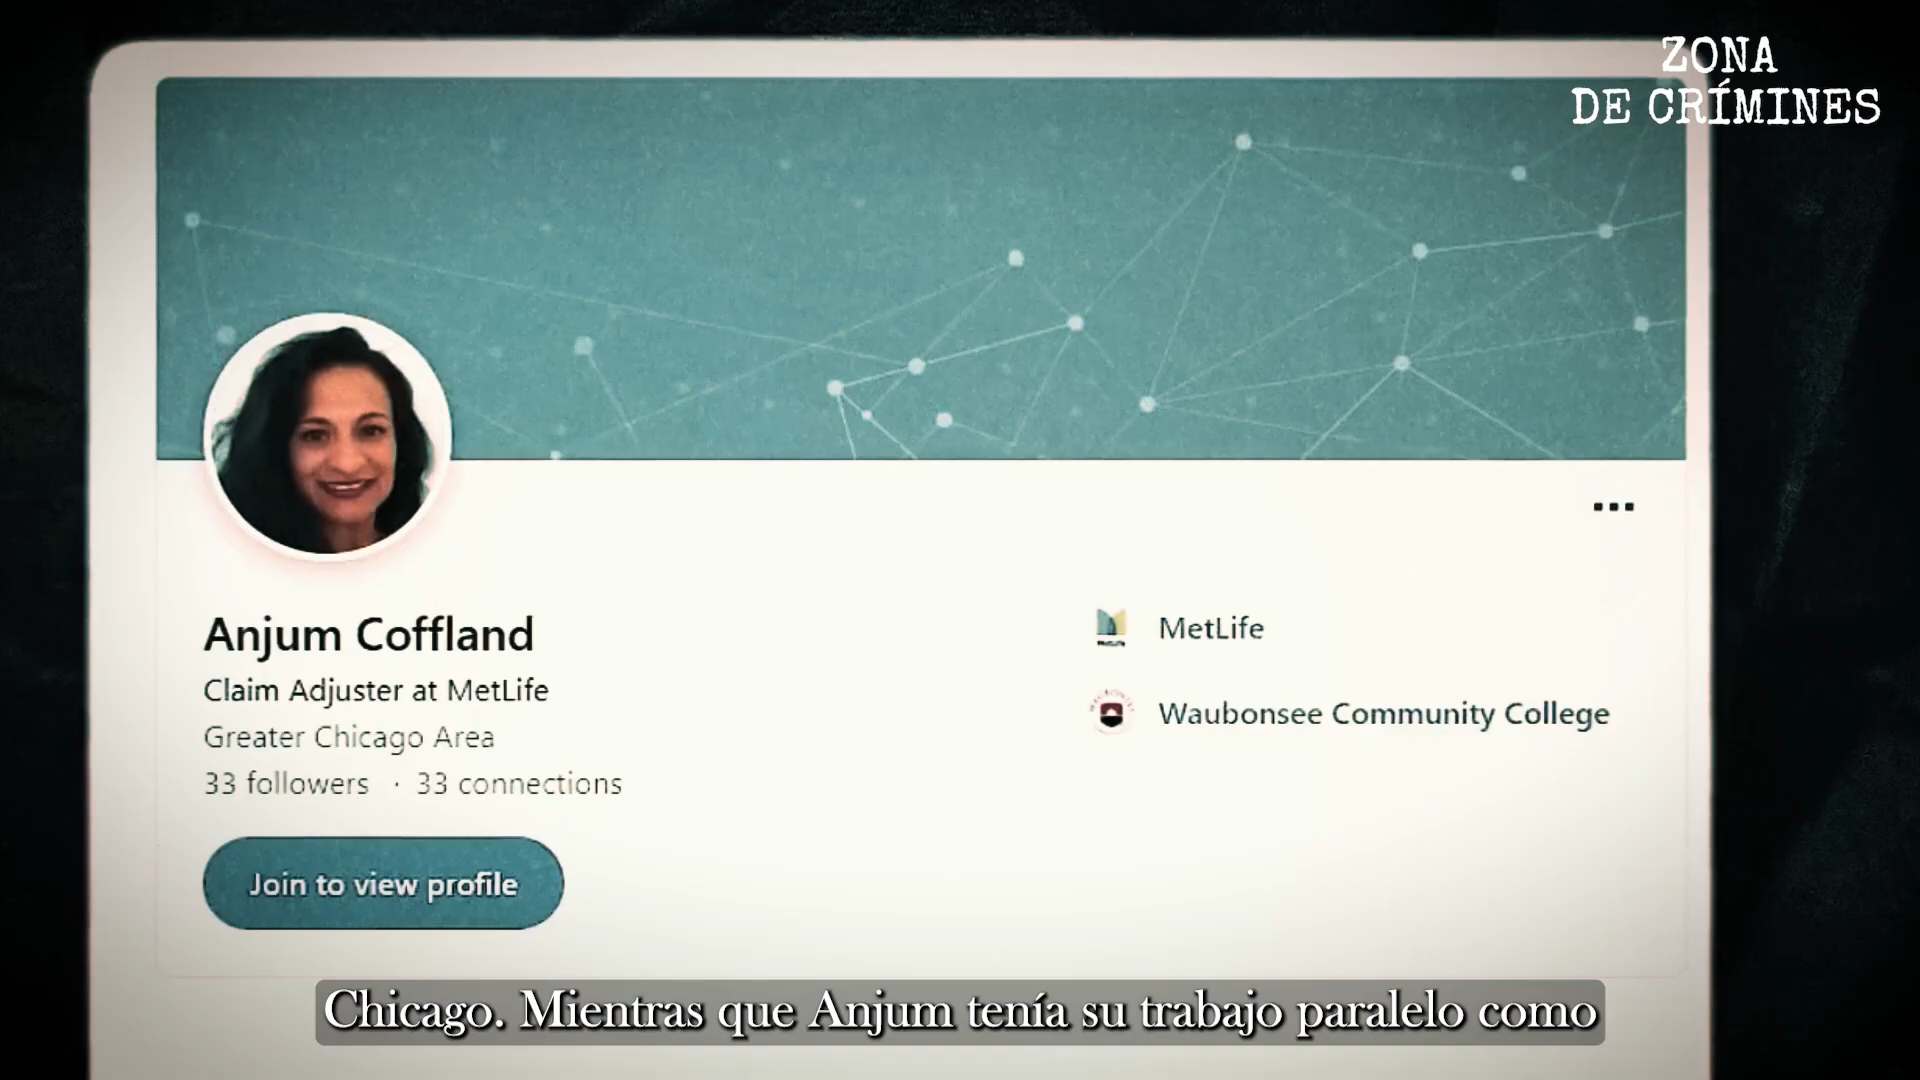 ZONA
DE CRÍMINES
Anjum Coffland
Claim Adjuster at MetLife
Greater Chicago Area
33 followers · 33 connections
Join to view profile
MetLife
Waubonsee Community College
Chicago. Mientras que Anjum tenía su trabajo paralelo como